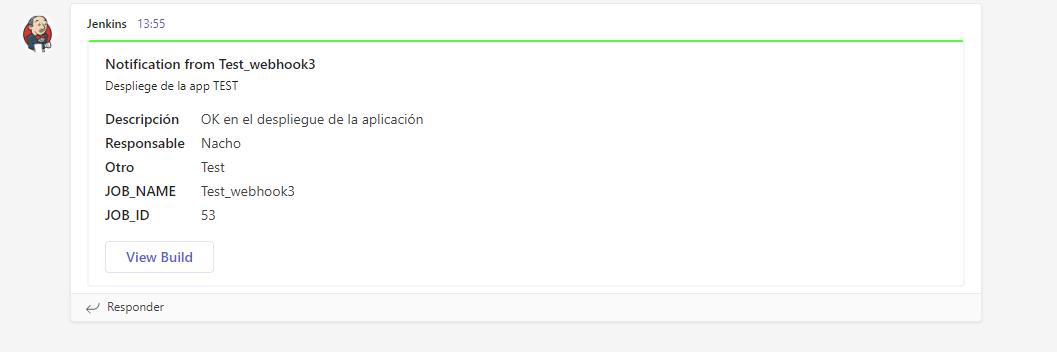 Jenkins 13:55
Notification from Test_webhook3
Despliege de la app TEST
Descripción OK en el despliegue de la aplicación
Responsable Nacho
Otro Test
JOB_NAME Test_webhook3
JOB_ID 53
View Build
Responder